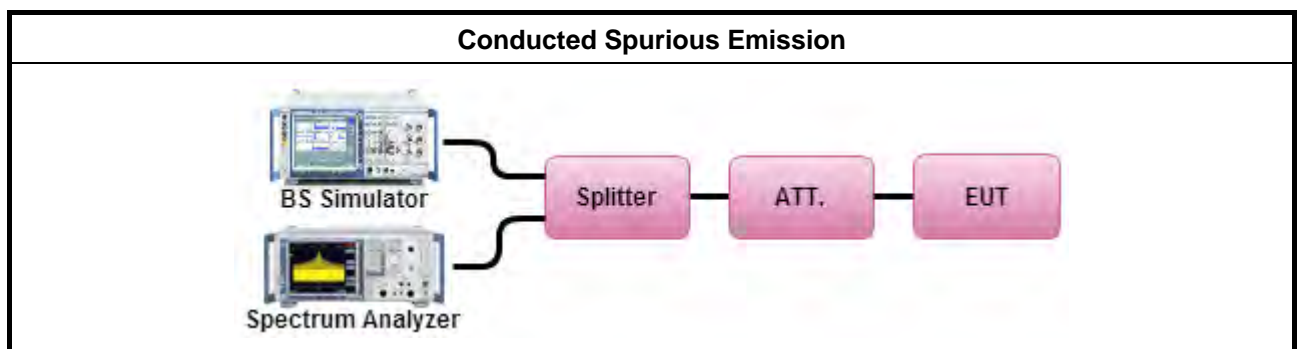 Conducted Spurious Emission
BS Simulator
Spectrum Analyzer
Splitter
ATT.
EUT